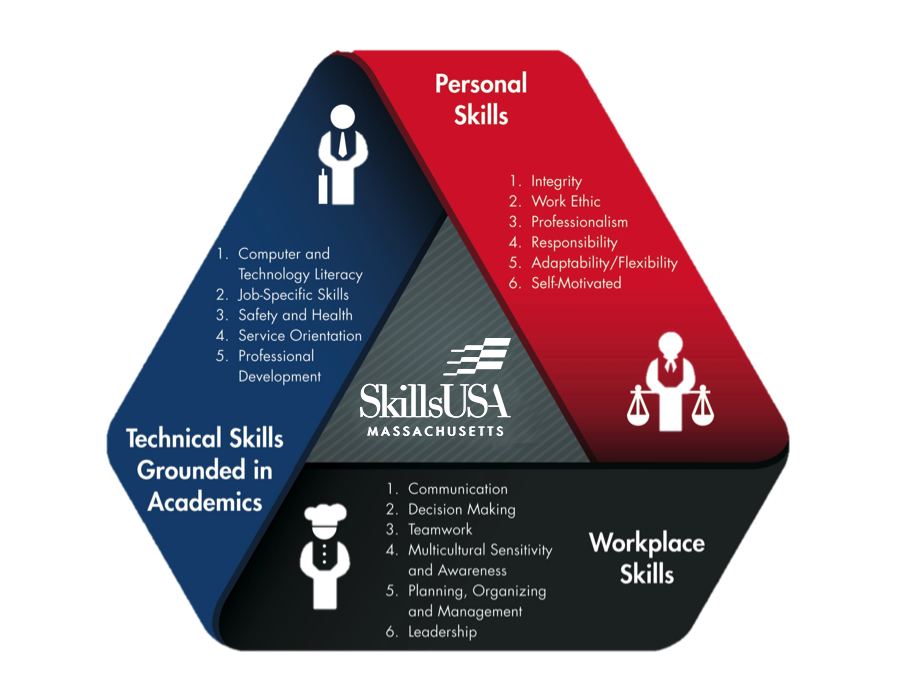 Personal
Skills
1. Integrity
2. Work Ethic
3. Professionalism
4. Responsibility
5. Adaptability/Flexibility
6. Self-Motivated
1. Computer and
Technology Literacy
2. Job-Specific Skills
3. Safety and Health
4. Service Orientation
5. Professional
Development
Technical Skills
Grounded in
Academics
SkillsUSA
MASSACHUSETTS
1. Communication
2. Decision Making
3. Teamwork
4. Multicultural Sensitivity
and Awareness
5. Planning, Organizing
and Management
6. Leadership
Workplace
Skills